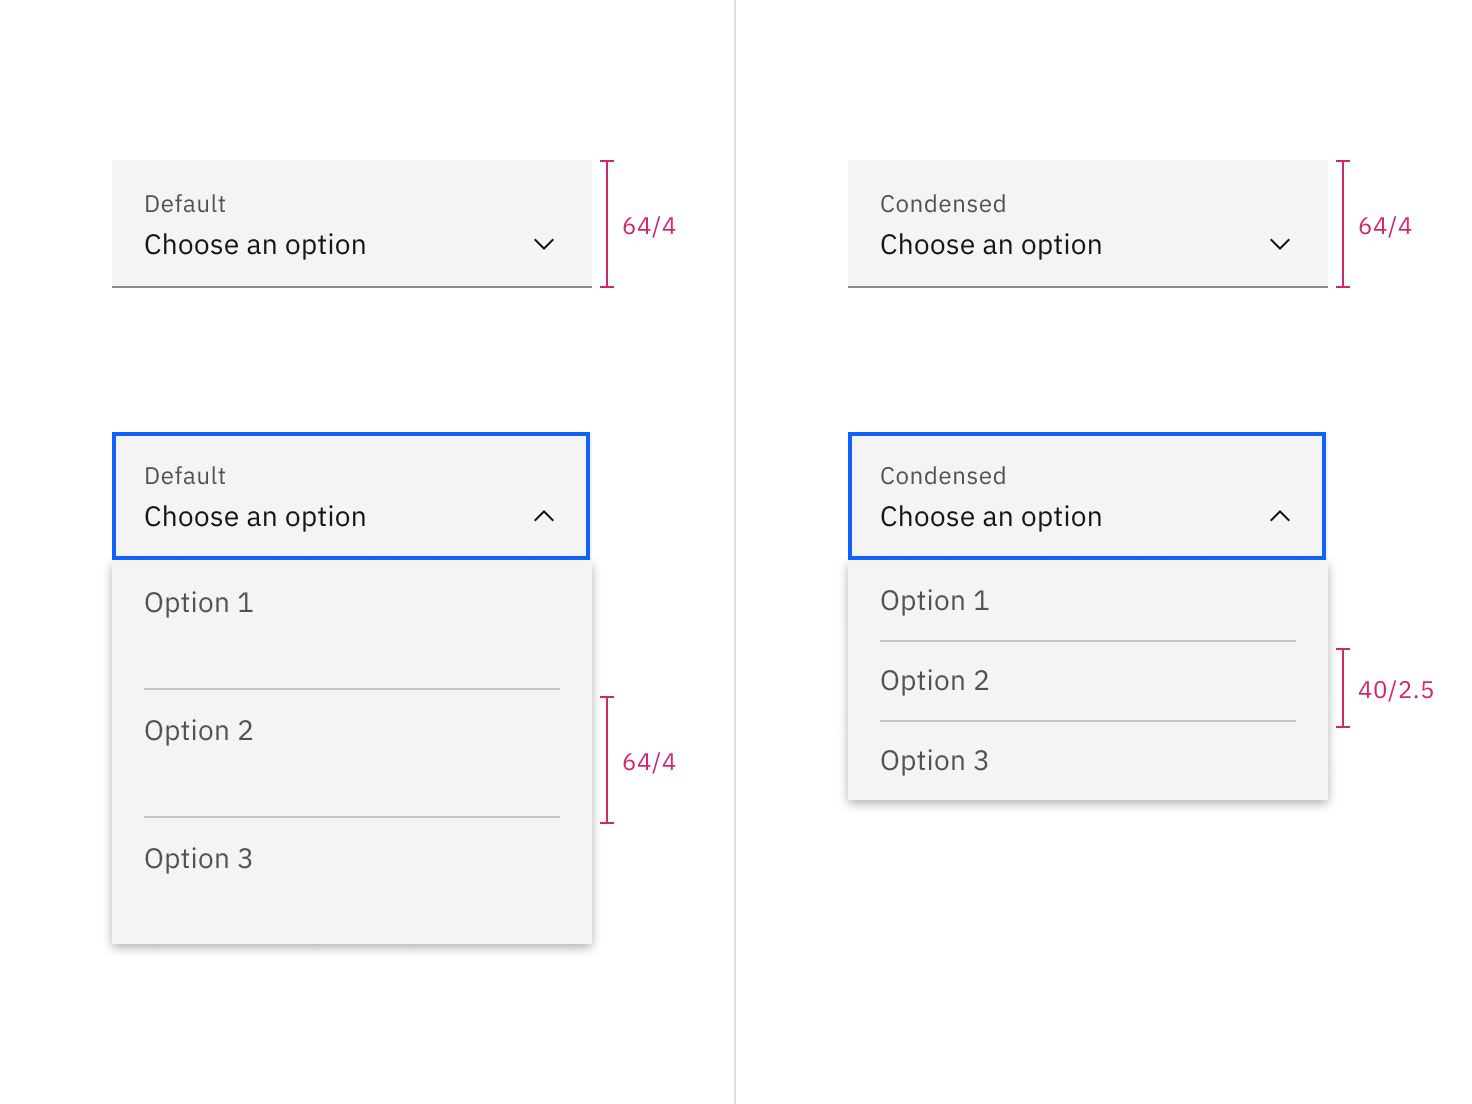 Default
Choose an option
64/4
Default
Choose an option
Option 1
Option 2
64/4
Option 3
Condensed
Choose an option
64/4
Condensed
Choose an option
Option 1
Option 2
40/2.5
Option 3